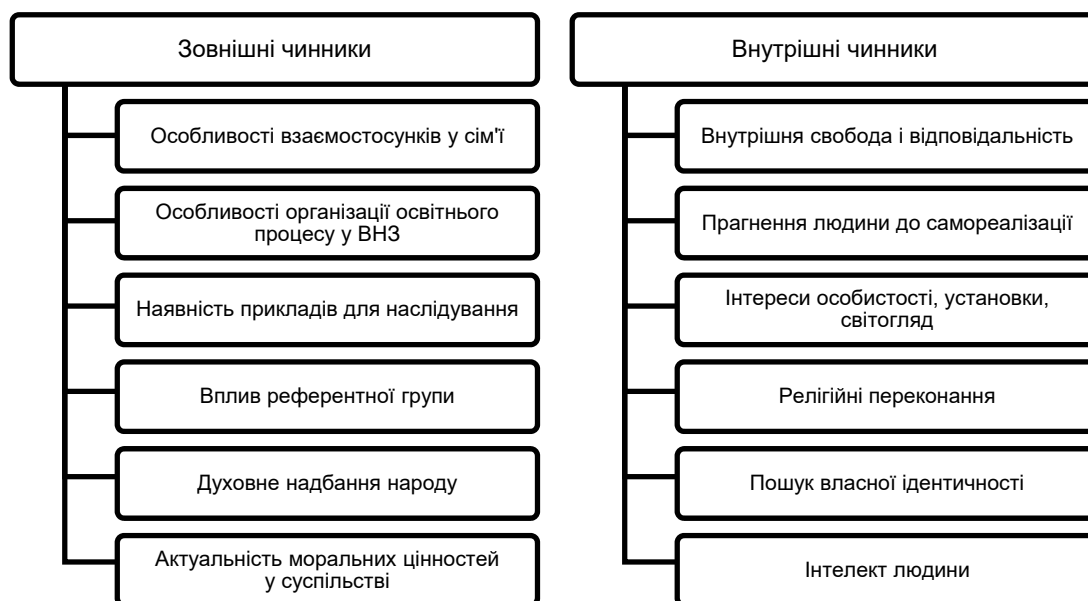 Зовнішні чинники
Особливості взаємостосунків у сім'ї
Особливості організації освітнього
процесу у ВНЗ
Наявність прикладів для наслідування
Вплив референтної групи
Духовне надбання народу
Актуальність моральних цінностей
у суспільстві
Внутрішні чинники
Внутрішня свобода і відповідальність
Прагнення людини до самореалізації
Інтереси особистості, установки,
світогляд
Релігійні переконання
Пошук власної ідентичності
Інтелект людини